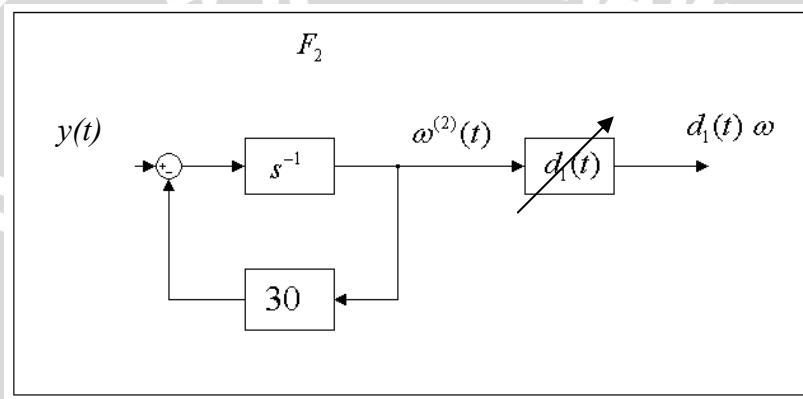 F₂
y(t)
+
-
s⁻¹
ω⁽²⁾(t)
d₁(t)
d₁(t) ω
30